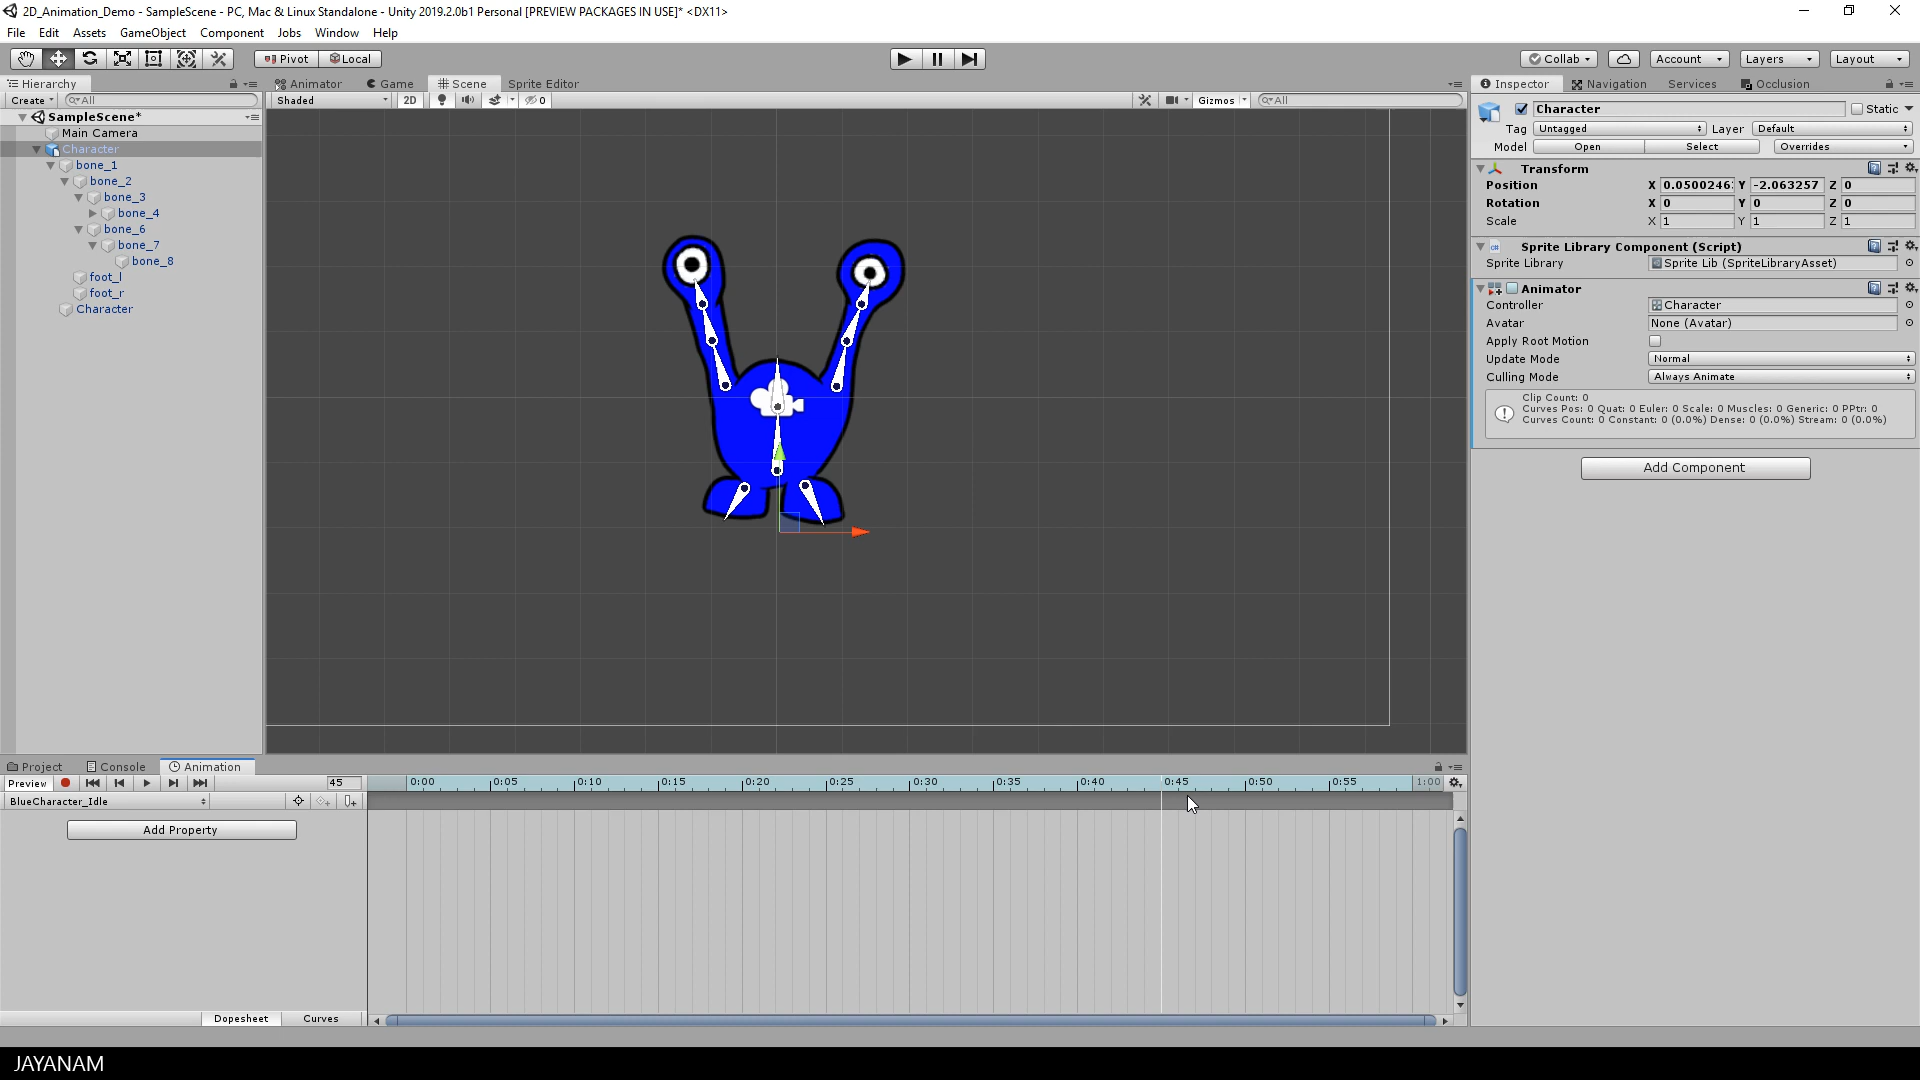 2D_Animation_Demo - SampleScene - PC, Mac & Linux Standalone - Unity 2019.2.0b1 Personal [PREVIEW PACKAGES IN USE]* <DX11>
File Edit Assets GameObject Component Jobs Window Help
Pivot Local Collab Account Layers Layout
Hierarchy Animator Game Scene Sprite Editor Inspector Navigation Services Occlusion
Create All Shaded 2D 0 Gizmos All
SampleScene*
Main Camera
Character
bone_1
bone_2
bone_3
bone_4
bone_6
bone_7
bone_8
foot_l
foot_r
Character
Character Static
Tag Untagged Layer Default
Model Open Select Overrides
Transform
Position X 0.0500246 Y -2.063257 Z 0
Rotation X 0 Y 0 Z 0
Scale X 1 Y 1 Z 1
Sprite Library Component (Script)
Sprite Library Sprite Lib (SpriteLibraryAsset)
Animator
Controller Character
Avatar None (Avatar)
Apply Root Motion
Update Mode Normal
Culling Mode Always Animate
Clip Count: 0
Curves Pos: 0 Quat: 0 Euler: 0 Scale: 0 Muscles: 0 Generic: 0 PPtr: 0
Curves Count: 0 Constant: 0 (0.0%) Dense: 0 (0.0%) Stream: 0 (0.0%)
Add Component
Project Console Animation
Preview 45 0:00 0:05 0:10 0:15 0:20 0:25 0:30 0:35 0:40 0:45 0:50 0:55 1:00
BlueCharacter_Idle
Add Property
Dopesheet Curves
JAYANAM